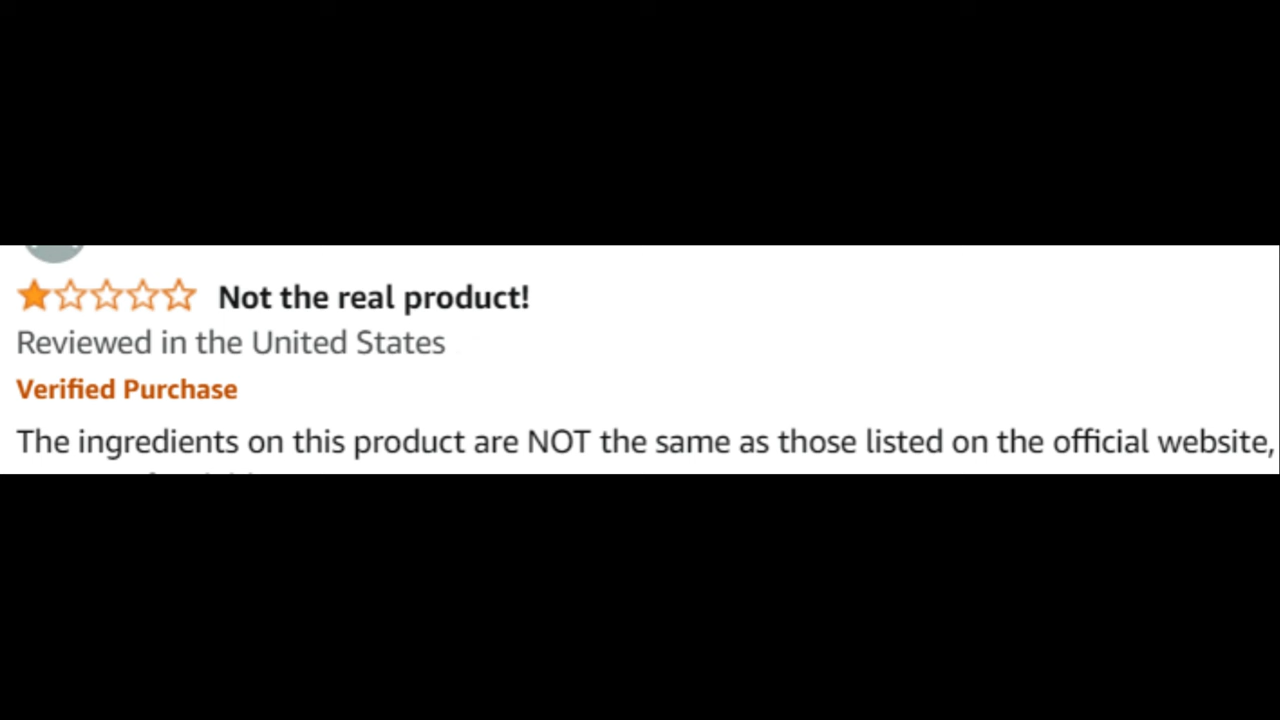 Not the real product!
Reviewed in the United States
Verified Purchase
The ingredients on this product are NOT the same as those listed on the official website,